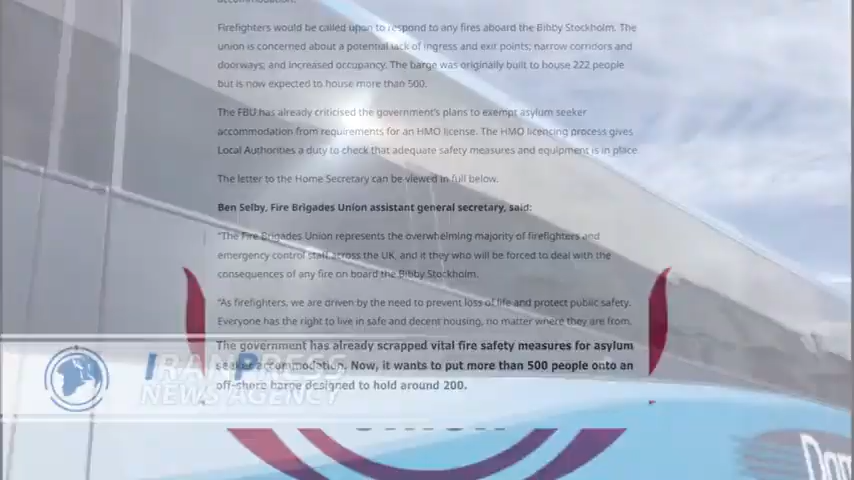 accommodation.
Firefighters would be called upon to respond to any fires aboard the Bibby Stockholm. The
union is concerned about a potential lack of ingress and exit points; narrow corridors and
doorways; and increased occupancy. The barge was originally built to house 222 people
but is now expected to house more than 500.
The FBU has already criticised the government's plans to exempt asylum seeker
accommodation from requirements for an HMO license. The HMO licencing process gives
Local Authorities a duty to check that adequate safety measures and equipment is in place.
The letter to the Home Secretary can be viewed in full below.
Ben Selby, Fire Brigades Union assistant general secretary, said:
"The Fire Brigades Union represents the overwhelming majority of firefighters and
emergency control staff across the UK, and it they who will be forced to deal with the
consequences of any fire on board the Bibby Stockholm.
"As firefighters, we are driven by the need to prevent loss of life and protect public safety.
Everyone has the right to live in safe and decent housing, no matter where they are from.
The government has already scrapped vital fire safety measures for asylum
seeker accommodation. Now, it wants to put more than 500 people onto an
off-shore barge designed to hold around 200.
IRANPRESS
NEWS AGENCY
UNION